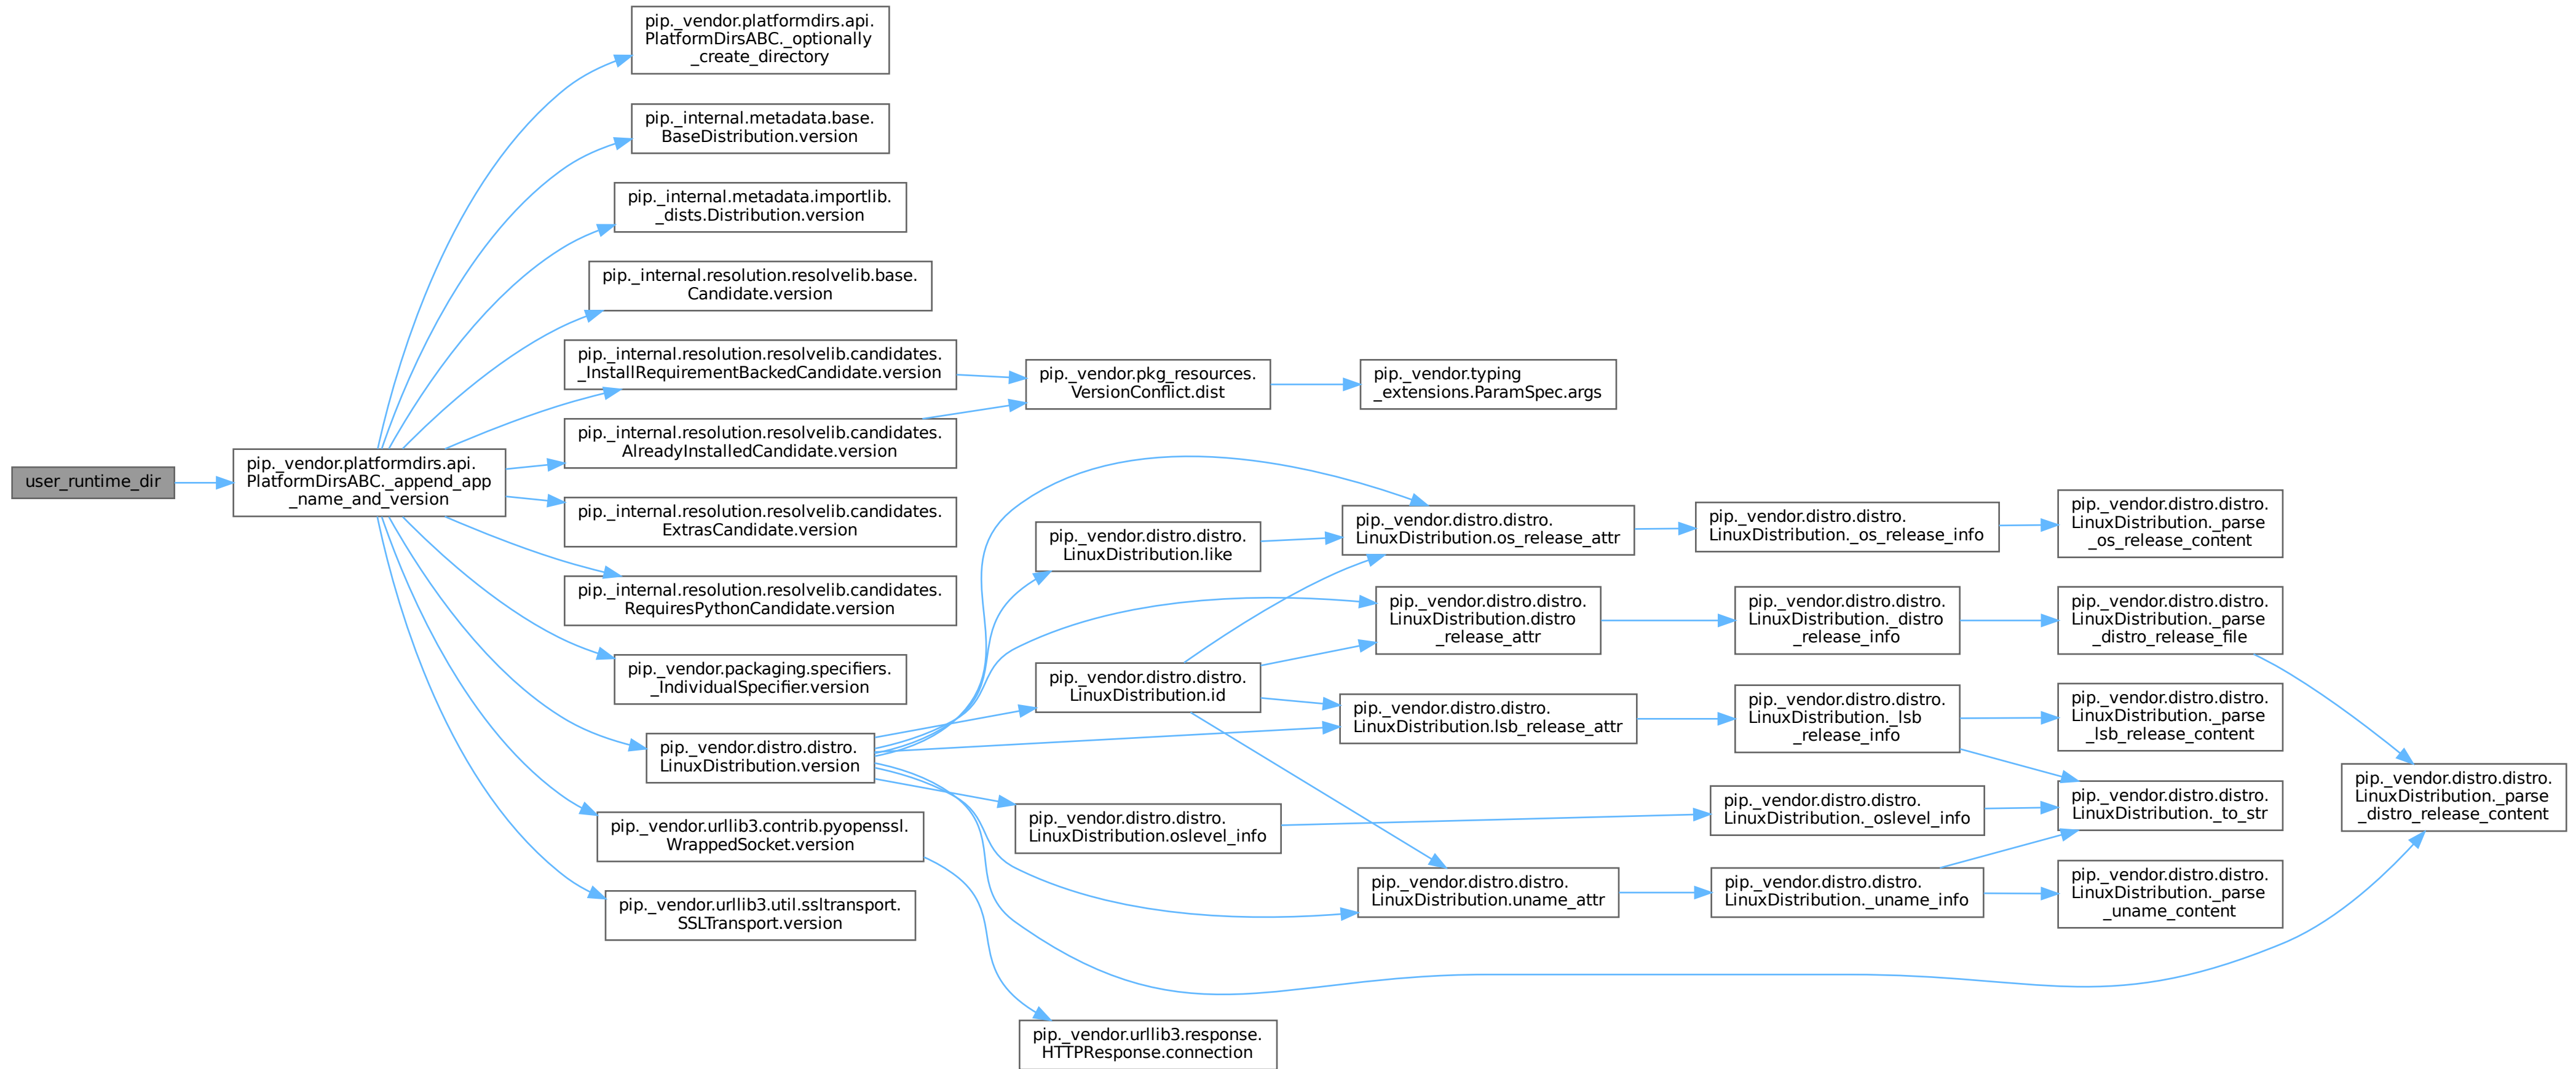 user_runtime_dir
pip._vendor.platformdirs.api.
PlatformDirsABC._append_app
_name_and_version
pip._vendor.platformdirs.api.
PlatformDirsABC._optionally
_create_directory
pip._internal.metadata.base.
BaseDistribution.version
pip._internal.metadata.importlib.
_dists.Distribution.version
pip._internal.resolution.resolvelib.base.
Candidate.version
pip._internal.resolution.resolvelib.candidates.
_InstallRequirementBackedCandidate.version
pip._internal.resolution.resolvelib.candidates.
AlreadyInstalledCandidate.version
pip._internal.resolution.resolvelib.candidates.
ExtrasCandidate.version
pip._internal.resolution.resolvelib.candidates.
RequiresPythonCandidate.version
pip._vendor.packaging.specifiers.
_IndividualSpecifier.version
pip._vendor.distro.distro.
LinuxDistribution.version
pip._vendor.urllib3.contrib.pyopenssl.
WrappedSocket.version
pip._vendor.urllib3.util.ssltransport.
SSLTransport.version
pip._vendor.pkg_resources.
VersionConflict.dist
pip._vendor.distro.distro.
LinuxDistribution.like
pip._vendor.distro.distro.
LinuxDistribution.id
pip._vendor.distro.distro.
LinuxDistribution.oslevel_info
pip._vendor.urllib3.response.
HTTPResponse.connection
pip._vendor.typing
_extensions.ParamSpec.args
pip._vendor.distro.distro.
LinuxDistribution.os_release_attr
pip._vendor.distro.distro.
LinuxDistribution.distro
_release_attr
pip._vendor.distro.distro.
LinuxDistribution.lsb_release_attr
pip._vendor.distro.distro.
LinuxDistribution.uname_attr
pip._vendor.distro.distro.
LinuxDistribution._os_release_info
pip._vendor.distro.distro.
LinuxDistribution._distro
_release_info
pip._vendor.distro.distro.
LinuxDistribution._lsb
_release_info
pip._vendor.distro.distro.
LinuxDistribution._oslevel_info
pip._vendor.distro.distro.
LinuxDistribution._uname_info
pip._vendor.distro.distro.
LinuxDistribution._parse
_os_release_content
pip._vendor.distro.distro.
LinuxDistribution._parse
_distro_release_file
pip._vendor.distro.distro.
LinuxDistribution._parse
_lsb_release_content
pip._vendor.distro.distro.
LinuxDistribution._to_str
pip._vendor.distro.distro.
LinuxDistribution._parse
_uname_content
pip._vendor.distro.distro.
LinuxDistribution._parse
_distro_release_content